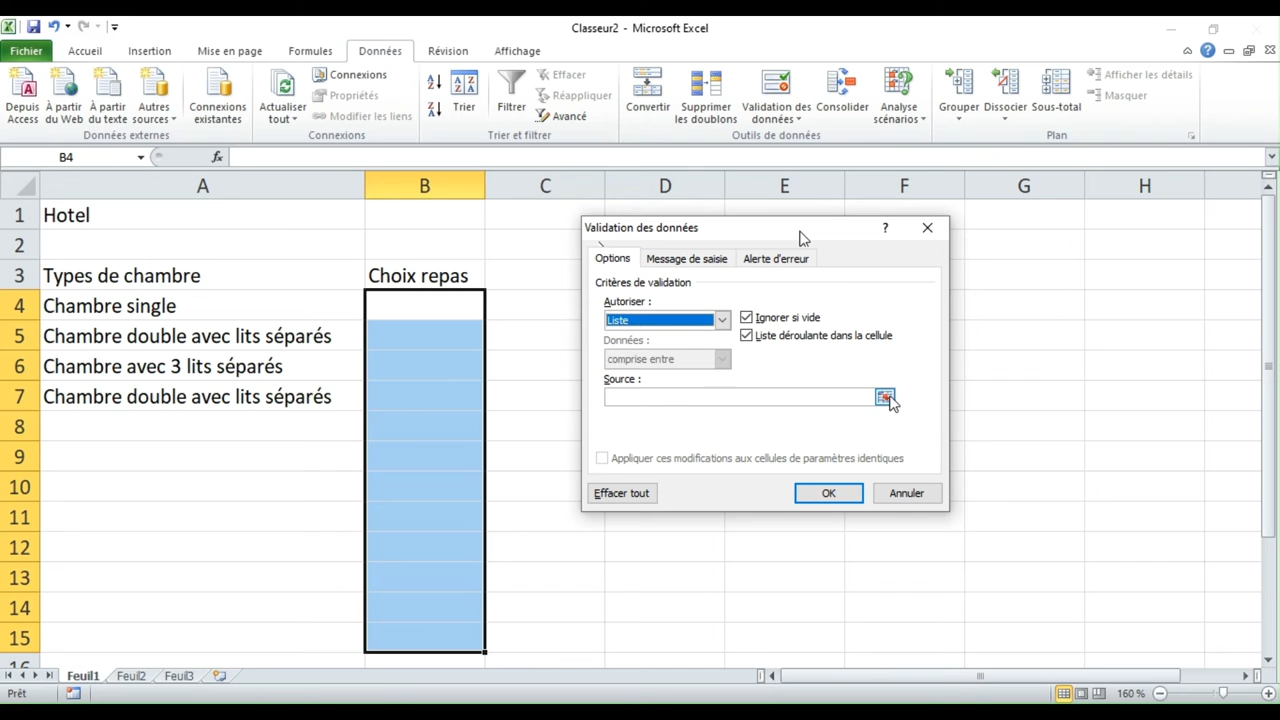 Classeur2 - Microsoft Excel
Fichier Accueil Insertion Mise en page Formules Données Révision Affichage
Depuis Access
À partir du Web
À partir du texte
Autres sources
Connexions existantes
Données externes
Actualiser tout
Connexions
Propriétés
Modifier les liens
Connexions
Trier
Filtrer
Effacer
Réappliquer
Avancé
Trier et filtrer
Convertir
Supprimer les doublons
Validation des données
Consolider
Analyse scénarios
Outils de données
Grouper
Dissocier
Sous-total
Afficher les détails
Masquer
Plan
B4 fx
A B C D E F G H
1 Hotel
2
3 Types de chambre Choix repas
4 Chambre single
5 Chambre double avec lits séparés
6 Chambre avec 3 lits séparés
7 Chambre double avec lits séparés
8
9
10
11
12
13
14
15
16
Validation des données ?
Options Message de saisie Alerte d'erreur
Critères de validation
Autoriser :
Liste
Ignorer si vide
Données :
Liste déroulante dans la cellule
comprise entre
Source :
Appliquer ces modifications aux cellules de paramètres identiques
Effacer tout OK Annuler
Feuil1 Feuil2 Feuil3
Prêt 160 %